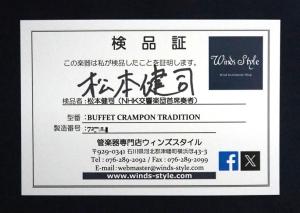 検品証
Winds Style
この楽器は私が検品したことを証明します。
松本健司
検品者：松本健司（NHK交響楽団首席奏者）
型番：BUFFET CRAMPON TRADITION
製造番号：
管楽器専門店ウィンズスタイル
〒929-0341 石川県河北郡津幡町横浜ろ43-3
Tel：076-289-2092 / Fax：076-289-2099
E-mail：webmaster@winds-style.com
www.winds-style.com